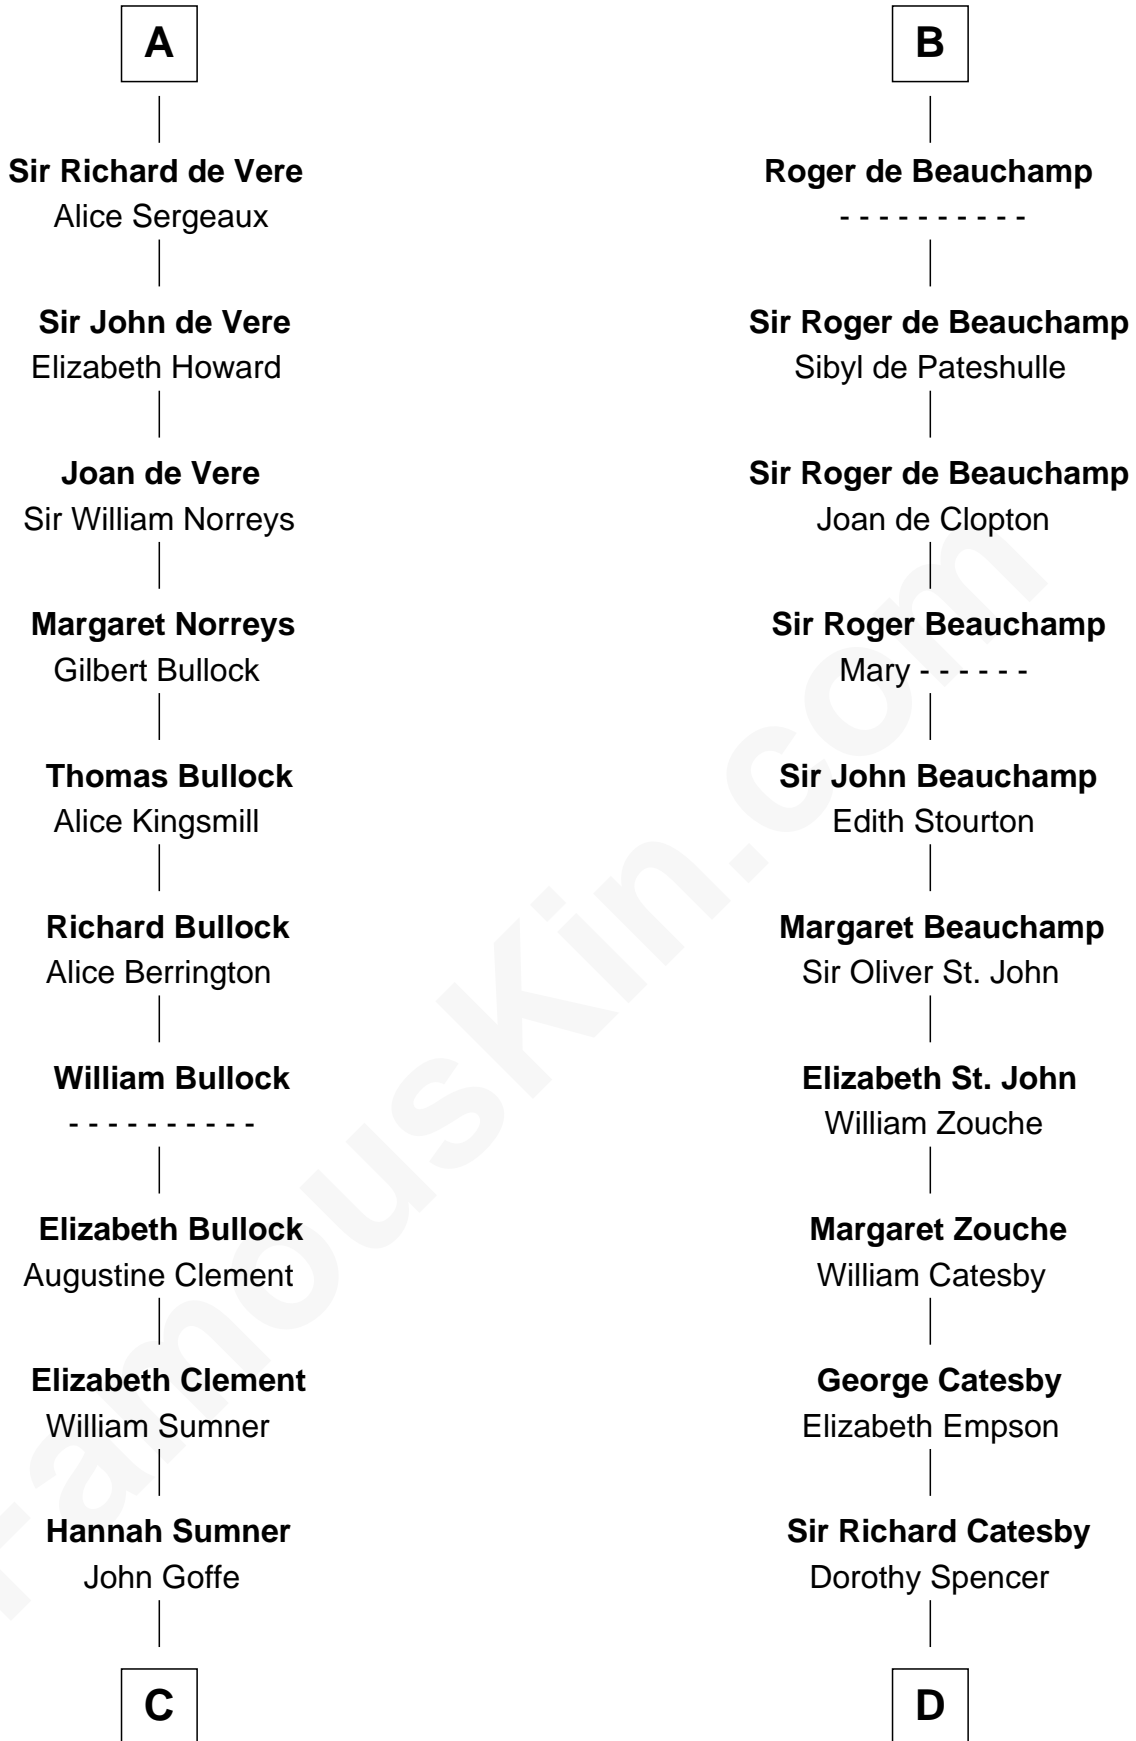 A
Sir Richard de Vere
Alice Sergeaux
Sir John de Vere
Elizabeth Howard
Joan de Vere
Sir William Norreys
Margaret Norreys
Gilbert Bullock
Thomas Bullock
Alice Kingsmill
Richard Bullock
Alice Berrington
William Bullock
- - - - - - - - - -
Elizabeth Bullock
Augustine Clement
Elizabeth Clement
William Sumner
Hannah Sumner
John Goffe
C
B
Roger de Beauchamp
- - - - - - - - - -
Sir Roger de Beauchamp
Sibyl de Pateshulle
Sir Roger de Beauchamp
Joan de Clopton
Sir Roger Beauchamp
Mary - - - - - -
Sir John Beauchamp
Edith Stourton
Margaret Beauchamp
Sir Oliver St. John
Elizabeth St. John
William Zouche
Margaret Zouche
William Catesby
George Catesby
Elizabeth Empson
Sir Richard Catesby
Dorothy Spencer
D
FamousKin.com